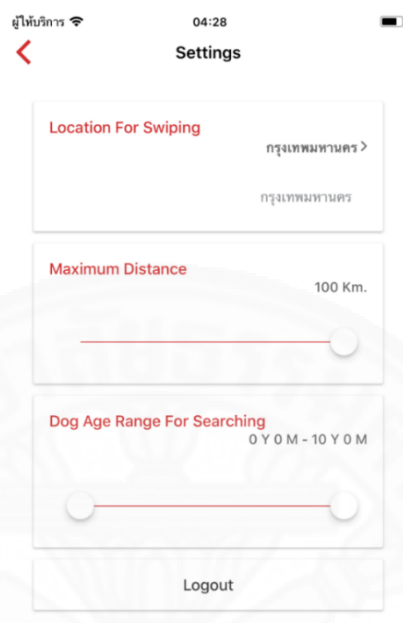 ผู้ให้บริการ 04:28
Settings
Location For Swiping
กรุงเทพมหานคร >
กรุงเทพมหานคร
Maximum Distance
100 Km.
Dog Age Range For Searching
0 Y 0 M - 10 Y 0 M
Logout